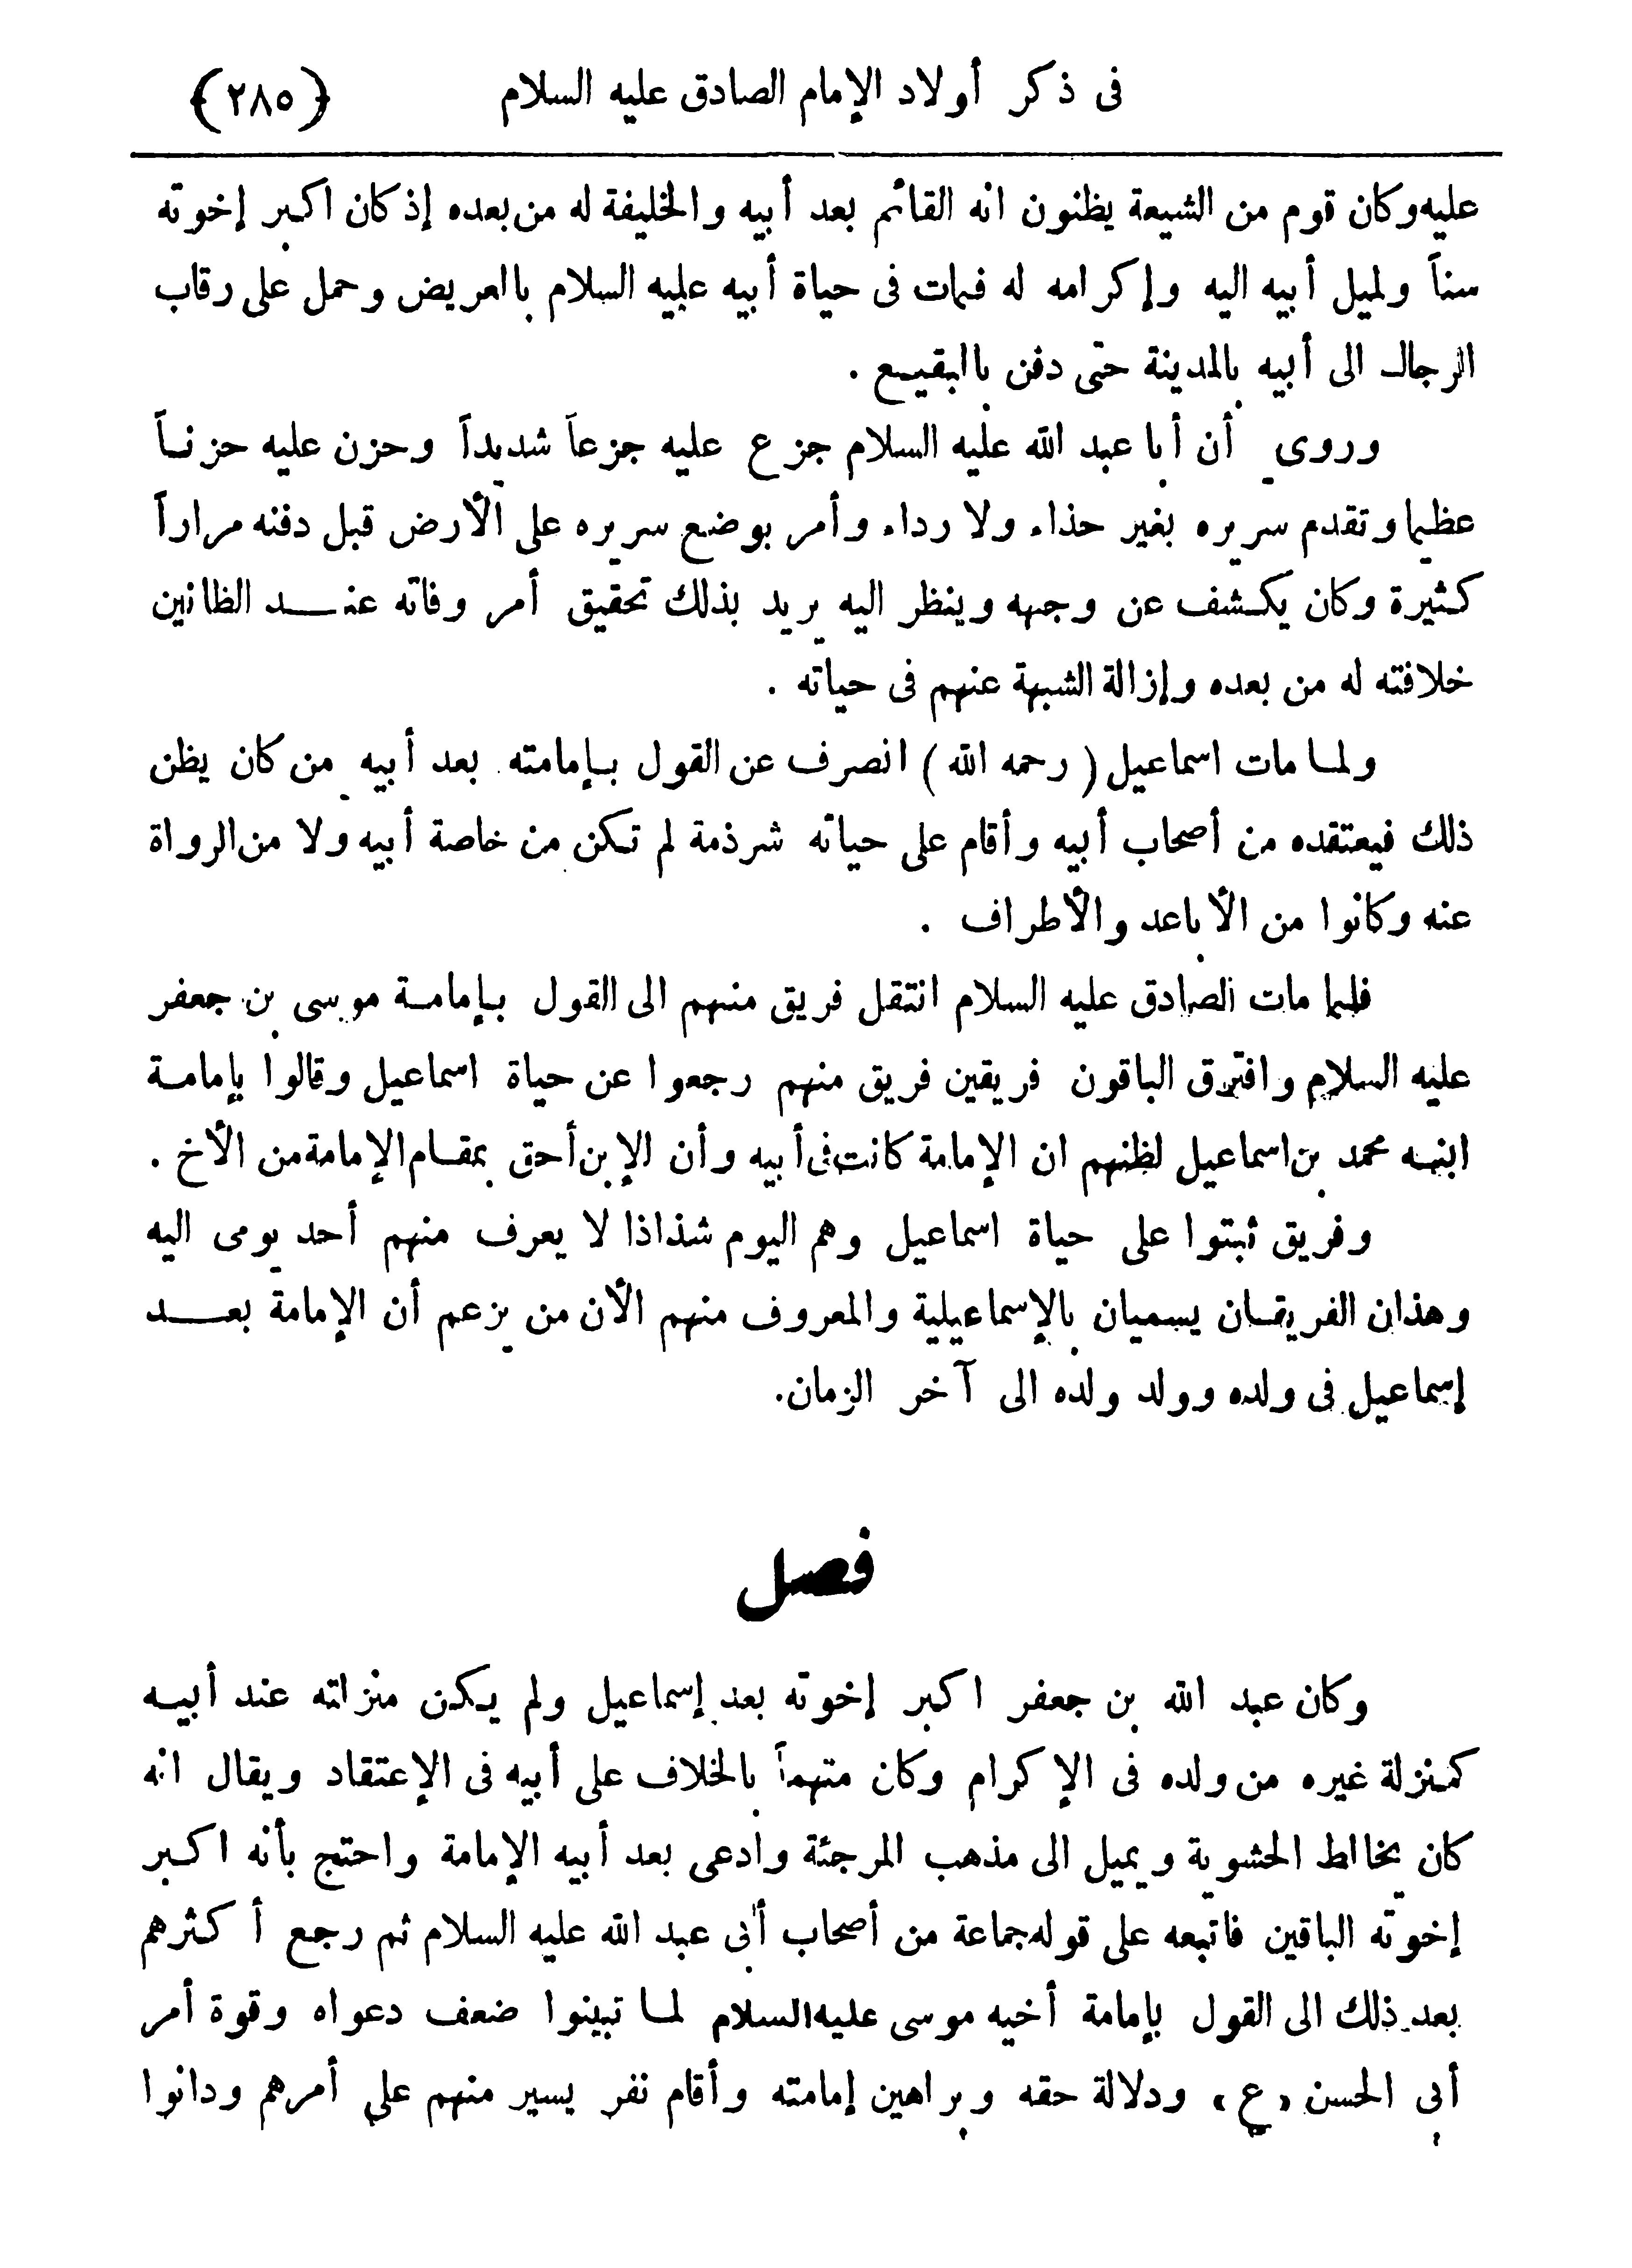 فى ذكر أولاد الإمام الصادق عليه السلام (٢٨٥)
عليه وكان قوم من الشيعة يظنون انه القائم بعد أبيه والخليفة له من بعده إذ كان اكبر إخوته
سناً ولميل أبيه اليه وإكرامه له فمات فى حياة أبيه عليه السلام بالعريض وحمل على رقاب
الرجال الى أبيه بالمدينة حتى دفن بالبقيع .
وروى أن أبا عبد الله عليه السلام جزع عليه جزعاً شديداً وحزن عليه حزناً
عظيما وتقدم سريره بغير حذاء ولا رداء وأمر بوضع سريره على الأرض قبل دفنه مراراً
كثيرة وكان يكشف عن وجهه وينظر اليه يريد بذلك تحقيق أمر وفاته عند الظانين
خلافته له من بعده وإزالة الشبهة عنهم فى حياته .
ولما مات اسماعيل ( رحمه الله ) انصرف عن القول بإمامته بعد أبيه من كان يظن
ذلك فيعتقده من أصحاب أبيه وأقام على حياته شرذمة لم تكن من خاصة أبيه ولا من الرواة
عنه وكانوا من الأباعد والأطراف .
فلما مات الصادق عليه السلام انتقل فريق منهم الى القول بإمامة موسى بن جعفر
عليه السلام وافترق الباقون فريقين فريق منهم رجعوا عن حياة اسماعيل وقالوا بإمامة
ابنه محمد بن اسماعيل لظنهم ان الإمامة كانت فى أبيه وأن الإبن أحق بمقام الإمامة من الأخ .
وفريق ثبتوا على حياة اسماعيل وهم اليوم شذاذا لا يعرف منهم أحد يومى اليه
وهذان الفريقان يسميان بالإسماعيلية والمعروف منهم الأن من يزعم أن الإمامة بعد
إسماعيل فى ولده وولد ولده الى آخر الزمان.
فصل
وكان عبد الله بن جعفر اكبر إخوته بعد إسماعيل ولم يكن منزلته عند أبيه
كمنزلة غيره من ولده فى الإكرام وكان متهماً بالخلاف على أبيه فى الإعتقاد ويقال انه
كان يخالط الحشوية ويميل الى مذهب المرجئة وادعى بعد أبيه الإمامة واحتج بأنه اكبر
إخوته الباقين فاتبعه على قوله جماعة من أصحاب أبى عبد الله عليه السلام ثم رجع أكثرهم
بعد ذلك الى القول بإمامة أخيه موسى عليه السلام لما تبينوا ضعف دعواه وقوة أمر
أبى الحسن «ع» ودلالة حقه وبراهين إمامته وأقام نفر يسير منهم على أمرهم ودانوا